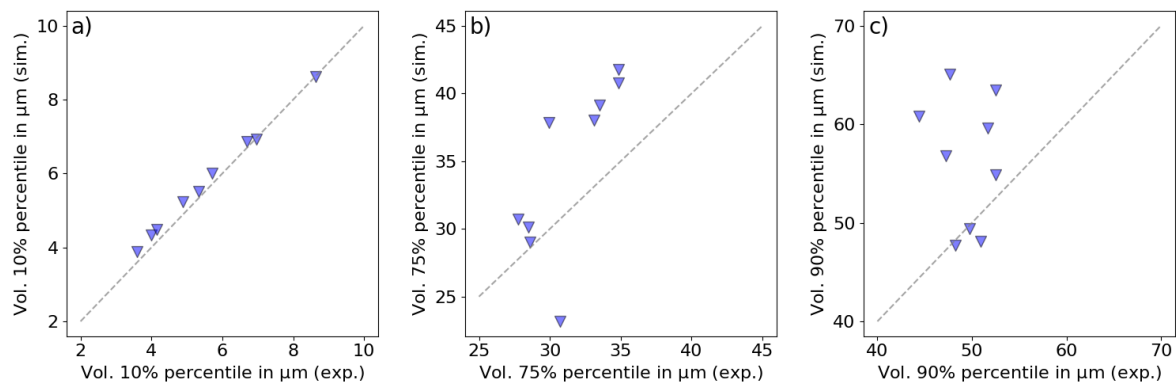 a)
Vol. 10% percentile in µm (sim.)
10
8
6
4
2
2 4 6 8 10
Vol. 10% percentile in µm (exp.)
b)
Vol. 75% percentile in µm (sim.)
45
40
35
30
25
25 30 35 40 45
Vol. 75% percentile in µm (exp.)
c)
Vol. 90% percentile in µm (sim.)
70
60
50
40
40 50 60 70
Vol. 90% percentile in µm (exp.)